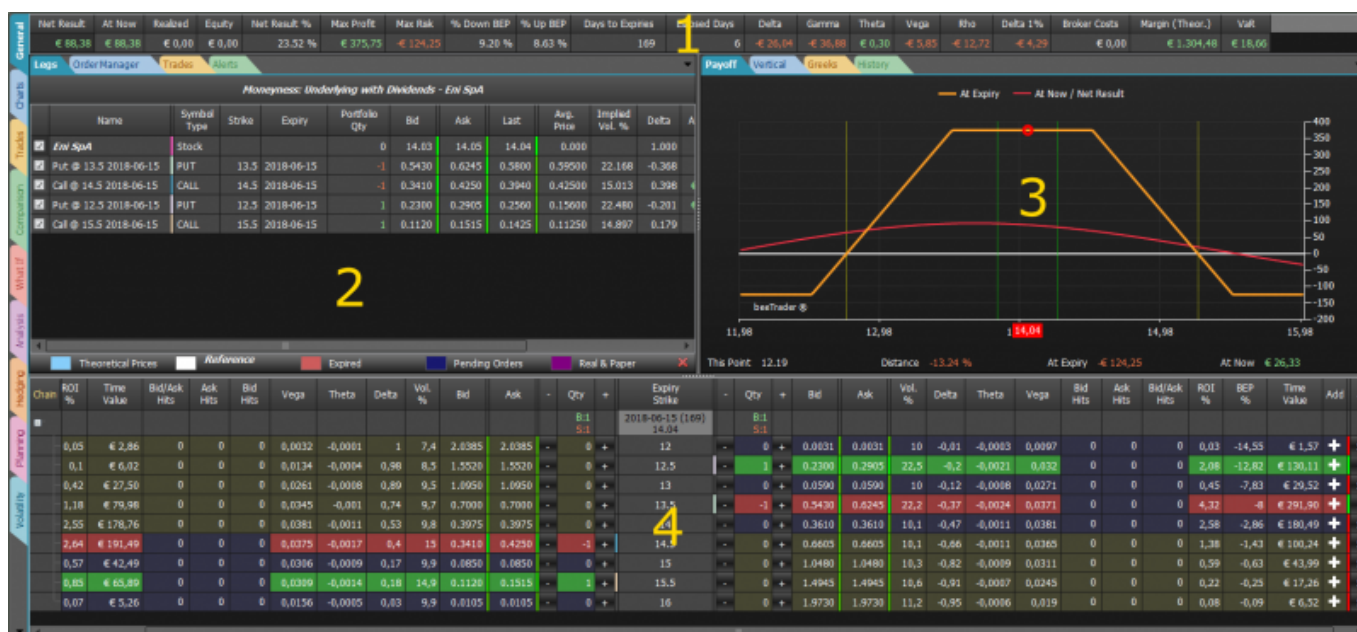 Net Result At Now Realized Equity Net Result % Max Profit Max Risk % Down BEP % Up BEP Days to Expires Elapsed Days Delta Gamma Theta Vega Rho Delta 1% Broker Costs Margin (Theor.) VaR
€ 88,38 € 88,38 € 0,00 € 0,00 23.52 % € 375,75 -€ 124,25 9.20 % 8.63 % 169 6 -€ 26,04 -€ 36,88 € 0,30 -€ 5,85 -€ 12,72 -€ 4,29 € 0,00 € 1.304,48 € 18,66
1
General
Charts
Trades
Comparison
What If
Analysis
Hedging
Planning
Volatility
Legs Order Manager Trades Alerts
Moneyness: Underlying with Dividends - Eni SpA
Name Symbol Type Strike Expiry Portfolio Qty Bid Ask Last Avg. Price Implied Vol. % Delta A
Eni SpA Stock 0 14.03 14.05 14.04 0.000 1.000
Put @ 13.5 2018-06-15 PUT 13.5 2018-06-15 -1 0.5430 0.6245 0.5800 0.59500 22.168 -0.368
Call @ 14.5 2018-06-15 CALL 14.5 2018-06-15 -1 0.3410 0.4250 0.3940 0.42500 15.013 0.398
Put @ 12.5 2018-06-15 PUT 12.5 2018-06-15 1 0.2300 0.2905 0.2560 0.15600 22.480 -0.201
Call @ 15.5 2018-06-15 CALL 15.5 2018-06-15 1 0.1120 0.1515 0.1425 0.11250 14.897 0.179
2
Theoretical Prices Reference Expired Pending Orders Real & Paper X
Payoff Vertical Greeks History
At Expiry At Now / Net Result
400
350
300
250
200
150
100
50
0
-50
-100
-150
-200
3
beeTrader ®
11,98 12,98 14,04 14,98 15,98
This Point 12.19 Distance -13.24 % At Expiry -€ 124,25 At Now € 26,33
Chain ROI % Time Value Bid/Ask Hits Ask Hits Bid Hits Vega Theta Delta Vol. % Bid Ask - Qty + Expiry Strike - Qty + Bid Ask Vol. % Delta Theta Vega Bid Hits Ask Hits Bid/Ask Hits ROI % BEP % Time Value Add
B:1 S:1 2018-06-15 (169) 14.04 B:1 S:1
0,05 € 2,86 0 0 0 0,0032 -0,0001 1 7,4 2.0385 2.0385 - 0 + 12 - 0 + 0.0031 0.0031 10 -0,01 -0,0003 0,0097 0 0 0 0,03 -14,55 € 1,57 +
0,1 € 6,02 0 0 0 0,0134 -0,0004 0,98 8,5 1.5520 1.5520 - 0 + 12.5 - 1 + 0.2300 0.2905 22,5 -0,2 -0,0021 0,032 0 0 0 2,08 -12,82 € 130,11 +
0,42 € 27,50 0 0 0 0,0261 -0,0008 0,89 9,5 1.0950 1.0950 - 0 + 13 - 0 + 0.0590 0.0590 10 -0,12 -0,0008 0,0271 0 0 0 0,45 -7,83 € 29,52 +
1,18 € 79,98 0 0 0 0,0345 -0,001 0,74 9,7 0.7000 0.7000 - 0 + 13.5 - -1 + 0.5430 0.6245 22,2 -0,37 -0,0024 0,0371 0 0 0 4,32 -8 € 291,90 +
2,55 € 178,76 0 0 0 0,0381 -0,0011 0,53 9,8 0.3975 0.3975 - 0 + - 0 + 0.3610 0.3610 10,1 -0,47 -0,0011 0,0381 0 0 0 2,58 -2,86 € 180,49 +
2,64 € 191,49 0 0 0 0,0375 -0,0017 0,4 15 0.3410 0.4250 - -1 + 14.5 - 0 + 0.6605 0.6605 10,1 -0,66 -0,0011 0,0365 0 0 0 1,38 -1,43 € 100,24 +
4
0,57 € 42,49 0 0 0 0,0306 -0,0009 0,17 9,9 0.0850 0.0850 - 0 + 15 - 0 + 1.0480 1.0480 10,3 -0,82 -0,0009 0,0311 0 0 0 0,59 -0,63 € 43,99 +
0,85 € 65,89 0 0 0 0,0309 -0,0014 0,18 14,9 0.1120 0.1515 - 1 + 15.5 - 0 + 1.4945 1.4945 10,6 -0,91 -0,0007 0,0245 0 0 0 0,22 -0,25 € 17,26 +
0,07 € 5,26 0 0 0 0,0156 -0,0005 0,03 9,9 0.0105 0.0105 - 0 + 16 - 0 + 1.9730 1.9730 11,2 -0,95 -0,0006 0,019 0 0 0 0,08 -0,09 € 6,52 +